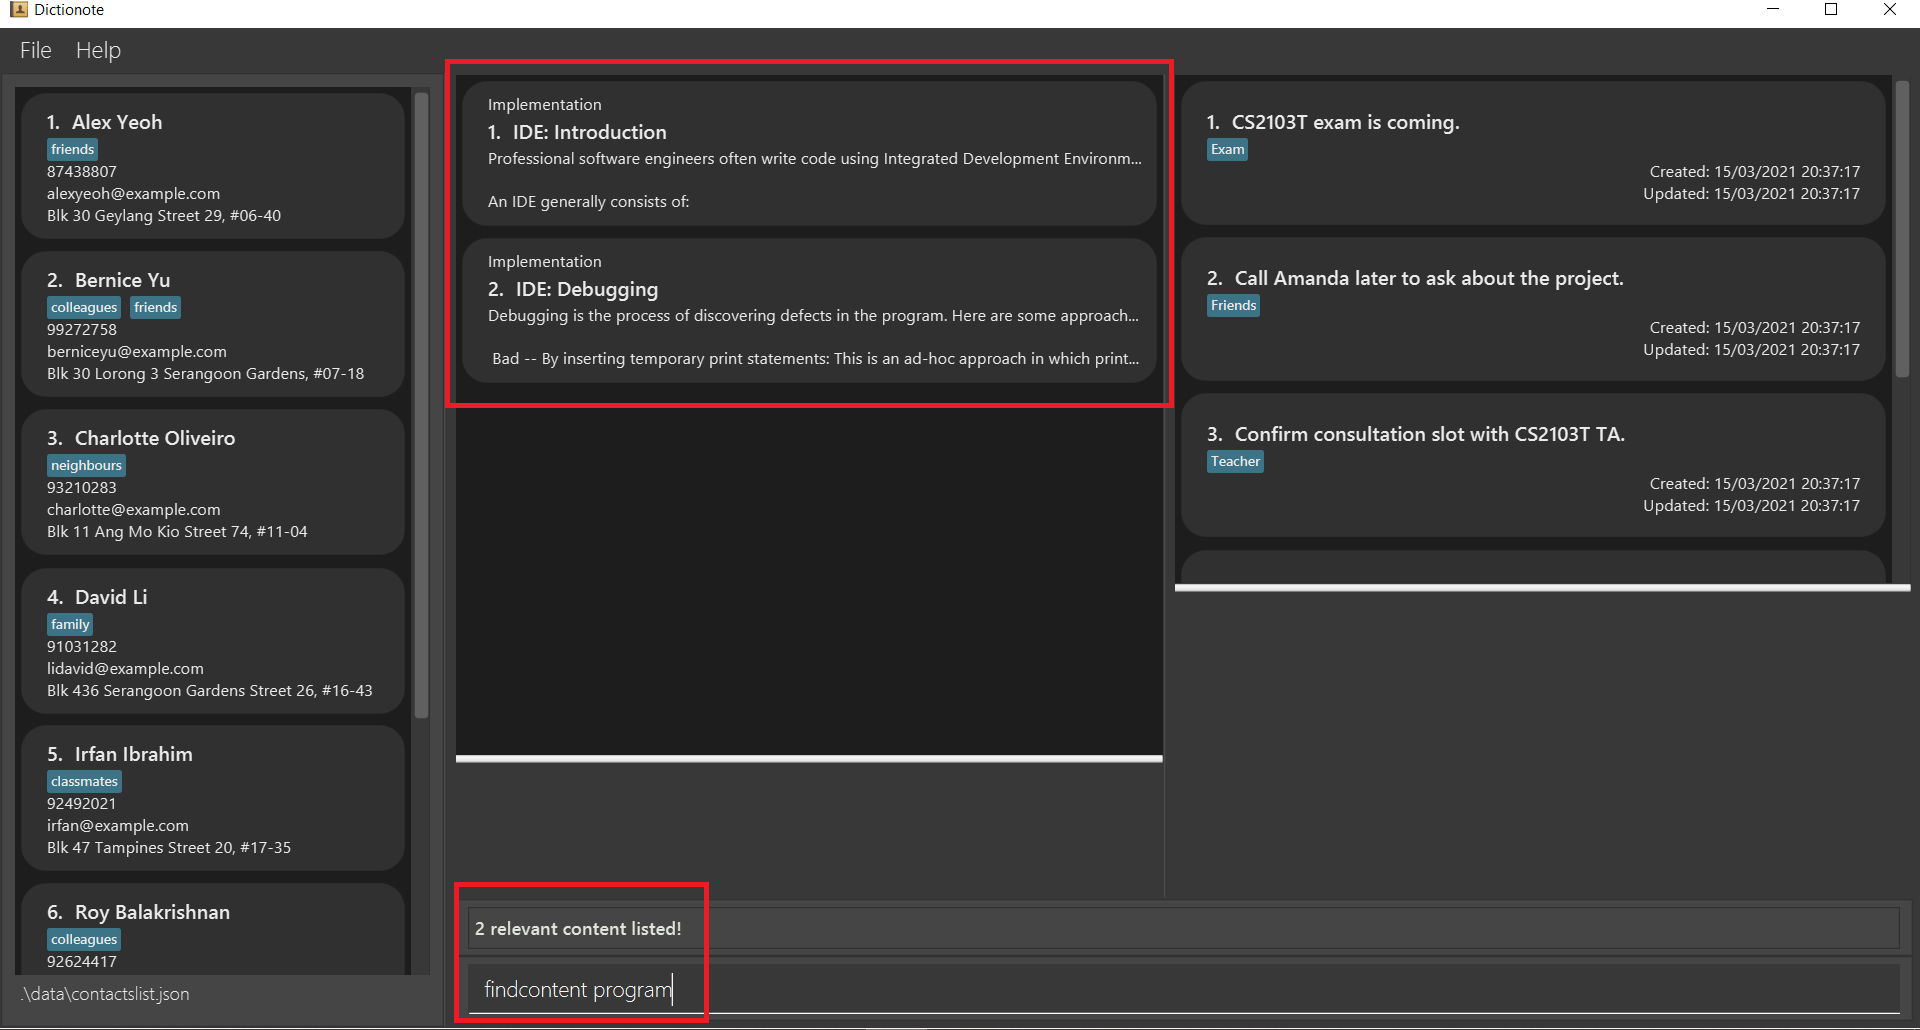 Dictionote
File Help
1. Alex Yeoh
friends
87438807
alexyeoh@example.com
Blk 30 Geylang Street 29, #06-40
2. Bernice Yu
colleagues friends
99272758
berniceyu@example.com
Blk 30 Lorong 3 Serangoon Gardens, #07-18
3. Charlotte Oliveiro
neighbours
93210283
charlotte@example.com
Blk 11 Ang Mo Kio Street 74, #11-04
4. David Li
family
91031282
lidavid@example.com
Blk 436 Serangoon Gardens Street 26, #16-43
5. Irfan Ibrahim
classmates
92492021
irfan@example.com
Blk 47 Tampines Street 20, #17-35
6. Roy Balakrishnan
colleagues
92624417
.\data\contactslist.json
Implementation
1. IDE: Introduction
Professional software engineers often write code using Integrated Development Environm...
An IDE generally consists of:
Implementation
2. IDE: Debugging
Debugging is the process of discovering defects in the program. Here are some approach...
Bad -- By inserting temporary print statements: This is an ad-hoc approach in which print...
1. CS2103T exam is coming.
Exam
Created: 15/03/2021 20:37:17
Updated: 15/03/2021 20:37:17
2. Call Amanda later to ask about the project.
Friends
Created: 15/03/2021 20:37:17
Updated: 15/03/2021 20:37:17
3. Confirm consultation slot with CS2103T TA.
Teacher
Created: 15/03/2021 20:37:17
Updated: 15/03/2021 20:37:17
2 relevant content listed!
findcontent program